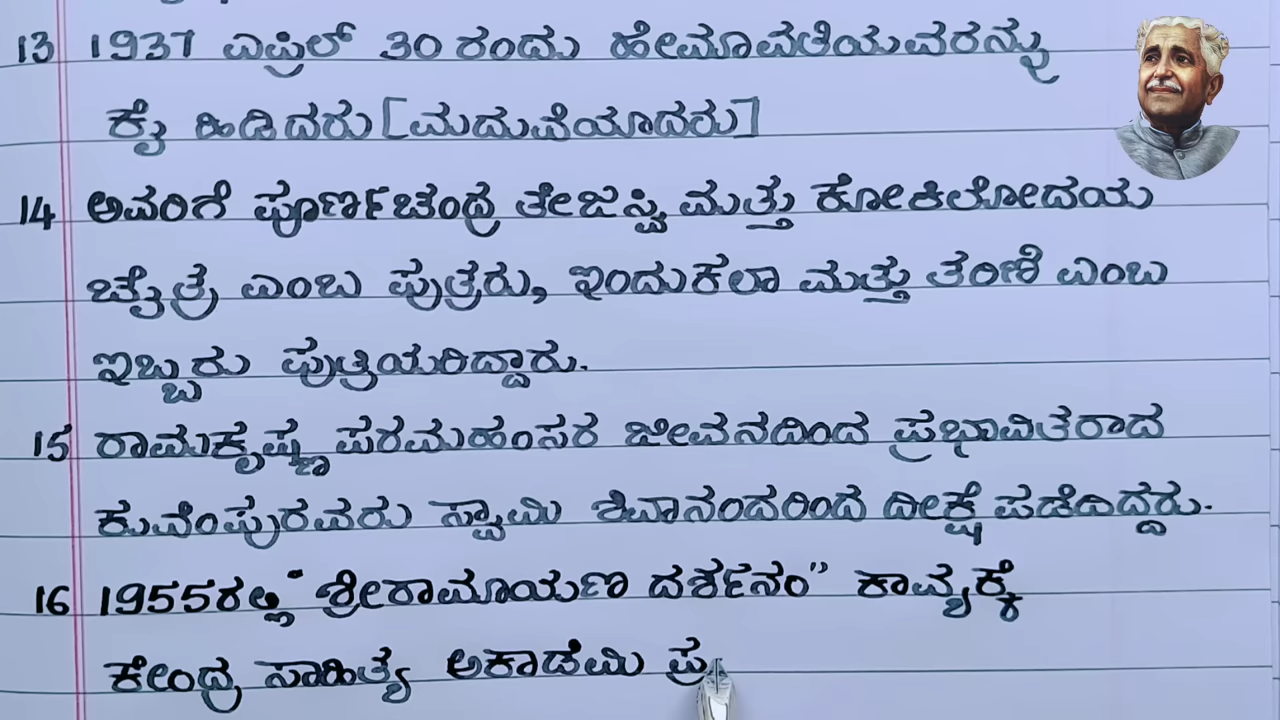 13 1937 ಎಪ್ರಿಲ್ 30 ರಂದು ಹೇಮಾವತಿಯವರನ್ನು
ಕೈ ಹಿಡಿದರು [ಮದುವೆಯಾದರು]
14 ಅವರಿಗೆ ಪೂರ್ಣಚಂದ್ರ ತೇಜಸ್ವಿ ಮತ್ತು ಕೋಕಿಲೋದಯ
ಚೈತ್ರ ಎಂಬ ಪುತ್ರರು, ಇಂದುಕಲಾ ಮತ್ತು ತರಿಣಿ ಎಂಬ
ಇಬ್ಬರು ಪುತ್ರಿಯರಿದ್ದಾರು.
15 ರಾಮಕೃಷ್ಣ ಪರಮಹಂಸರ ಜೀವನದಿಂದ ಪ್ರಭಾವಿತರಾದ
ಕುವೆಂಪುರವರು ಸ್ವಾಮಿ ಶಿವಾನಂದರಿಂದ ದೀಕ್ಷೆ ಪಡೆದಿದ್ದರು.
16 1955ರಲ್ಲಿ "ಶ್ರೀರಾಮಾಯಣ ದರ್ಶನಂ" ಕಾವ್ಯಕ್ಕೆ
ಕೇಂದ್ರ ಸಾಹಿತ್ಯ ಅಕಾಡೆಮಿ ಪ್ರ